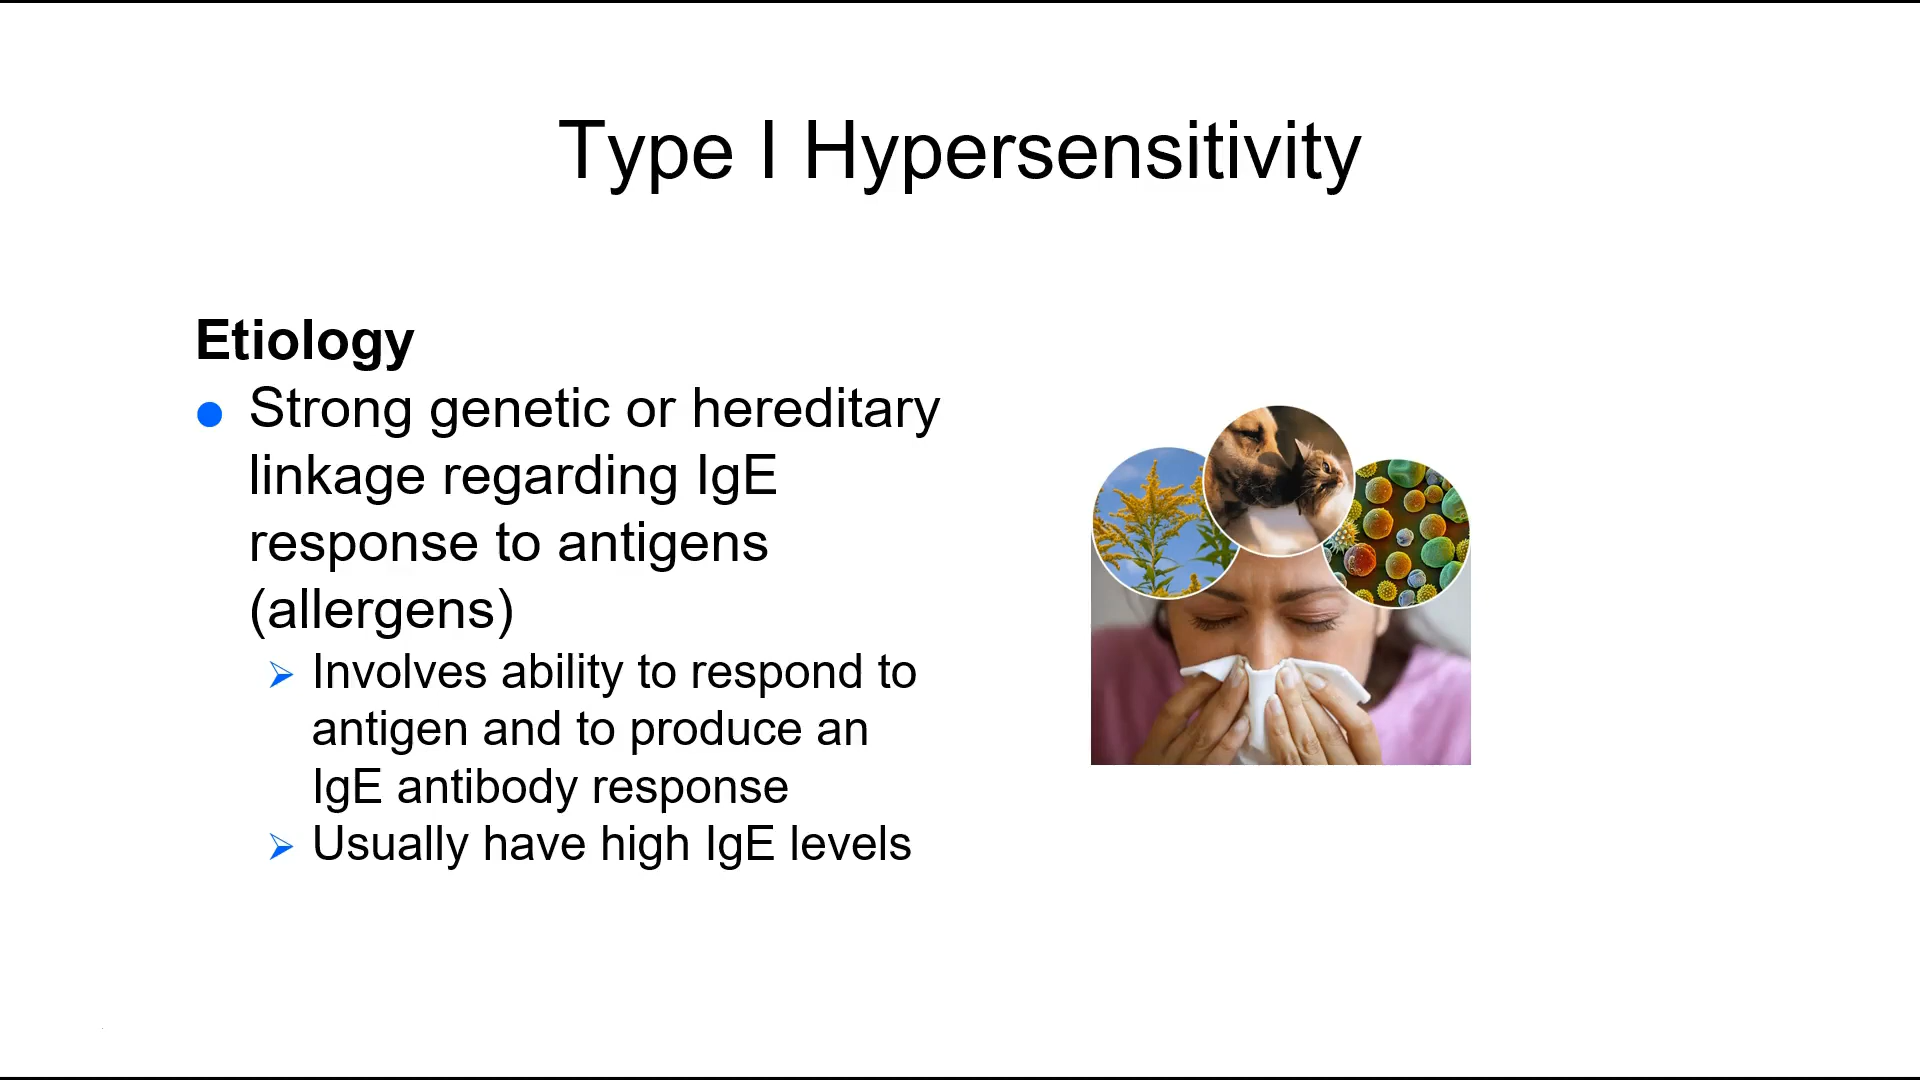 Type I Hypersensitivity
Etiology
Strong genetic or hereditary
linkage regarding IgE
response to antigens
(allergens)
Involves ability to respond to
antigen and to produce an
IgE antibody response
Usually have high IgE levels